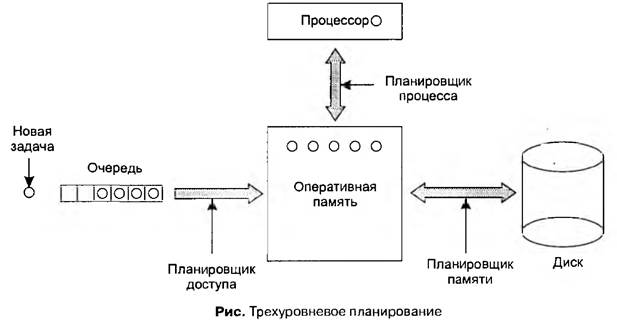 Процессор
Планировщик
процесса
Новая
задача
Очередь
Оперативная
память
Планировщик
доступа
Планировщик
памяти
Диск
Рис. Трехуровневое планирование